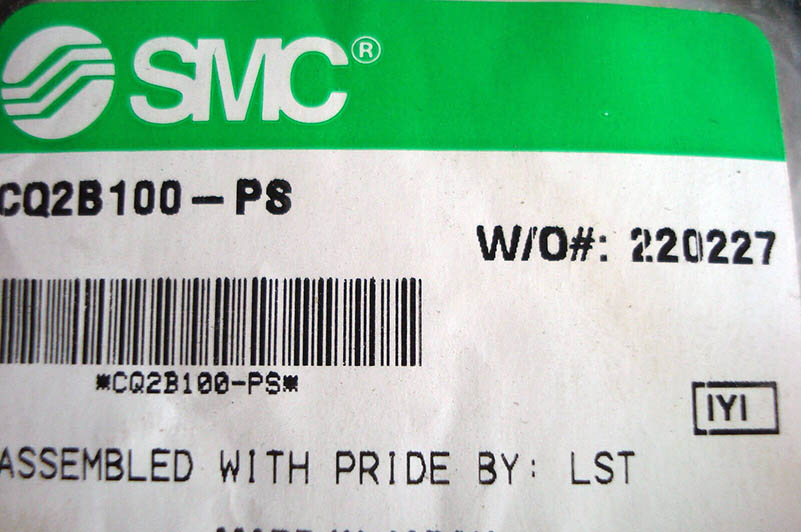 SMC®
CQ2B100-PS
W/O#: 220227
*CQ2B100-PS*
IYI
ASSEMBLED WITH PRIDE BY: LST